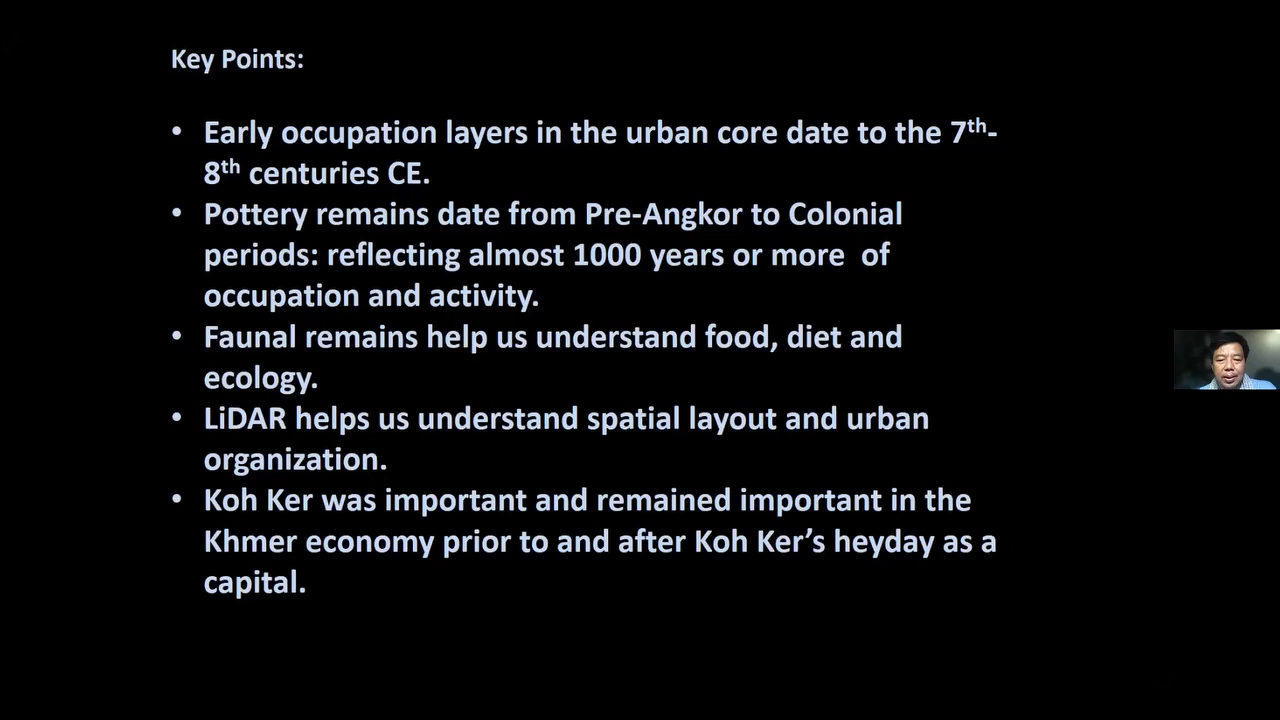 Key Points:
• Early occupation layers in the urban core date to the 7th-
8th centuries CE.
• Pottery remains date from Pre-Angkor to Colonial
periods: reflecting almost 1000 years or more  of
occupation and activity.
• Faunal remains help us understand food, diet and
ecology.
• LiDAR helps us understand spatial layout and urban
organization.
• Koh Ker was important and remained important in the
Khmer economy prior to and after Koh Ker’s heyday as a
capital.